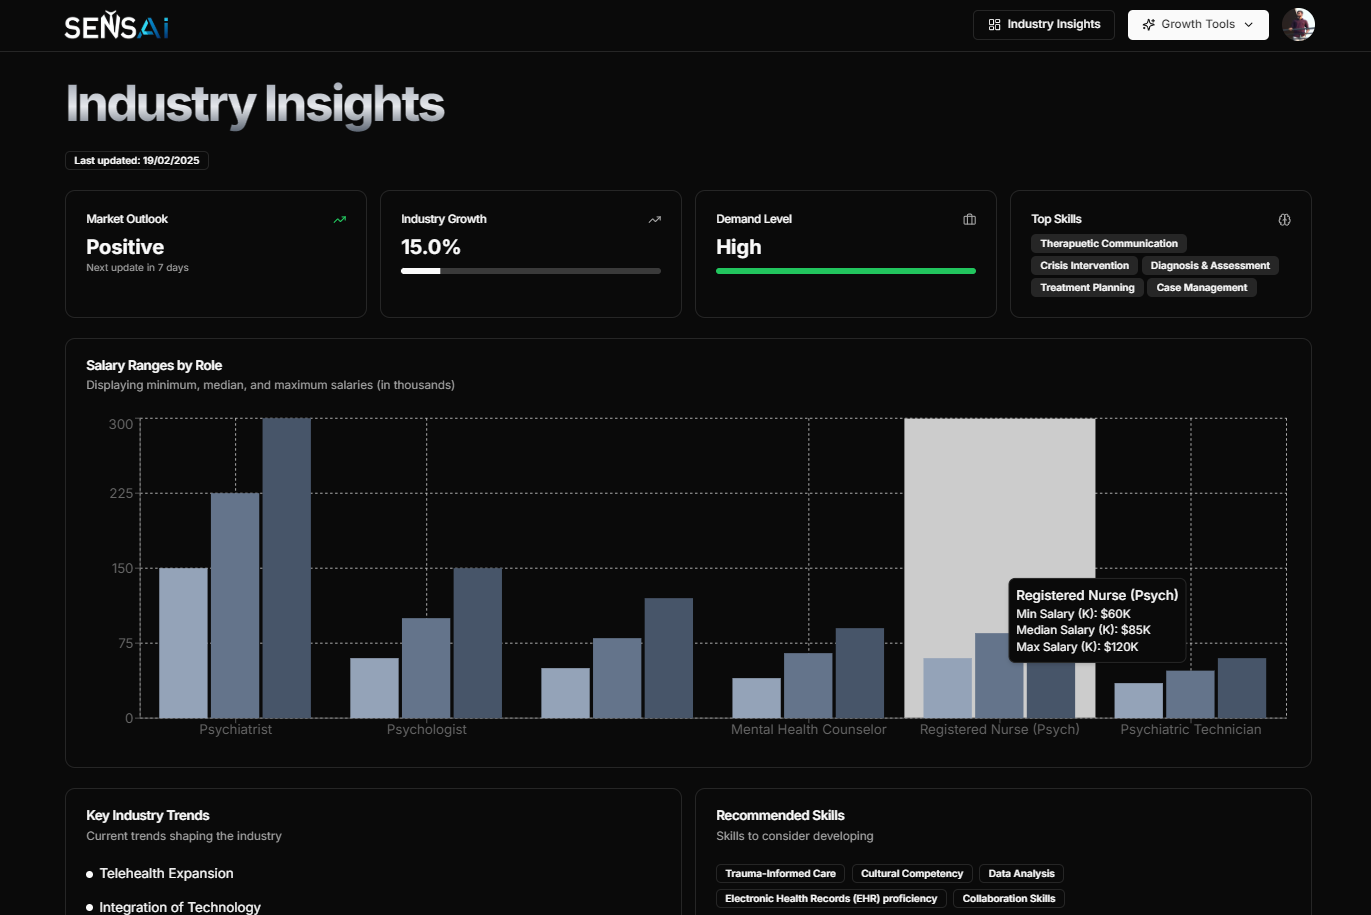 SENSAi
Industry Insights
Growth Tools
Industry Insights
Last updated: 19/02/2025
Market Outlook
Positive
Next update in 7 days
Industry Growth
15.0%
Demand Level
High
Top Skills
Therapuetic Communication
Crisis Intervention
Diagnosis & Assessment
Treatment Planning
Case Management
Salary Ranges by Role
Displaying minimum, median, and maximum salaries (in thousands)
300
225
150
75
0
Registered Nurse (Psych)
Min Salary (K): $60K
Median Salary (K): $85K
Max Salary (K): $120K
Psychiatrist
Psychologist
Mental Health Counselor
Registered Nurse (Psych)
Psychiatric Technician
Key Industry Trends
Current trends shaping the industry
Telehealth Expansion
Integration of Technology
Recommended Skills
Skills to consider developing
Trauma-Informed Care
Cultural Competency
Data Analysis
Electronic Health Records (EHR) proficiency
Collaboration Skills